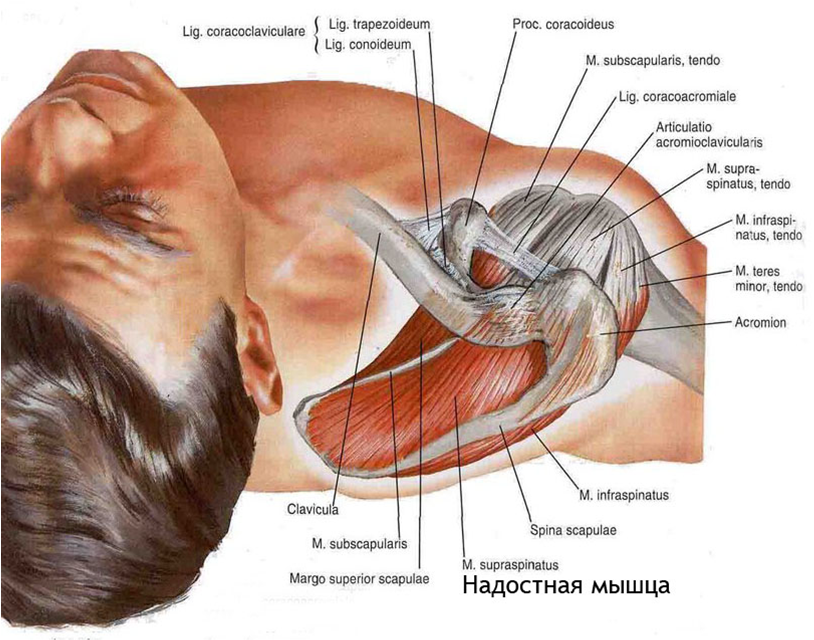 Lig. coracoclaviculare { Lig. trapezoideum
Lig. conoideum
Proc. coracoideus
M. subscapularis, tendo
Lig. coracoacromiale
Articulatio
acromioclavicularis
M. supra-
spinatus, tendo
M. infraspi-
natus, tendo
M. teres
minor, tendo
Acromion
M. infraspinatus
Spina scapulae
Clavicula
M. subscapularis
Margo superior scapulae
M. supraspinatus
Надостная мышца